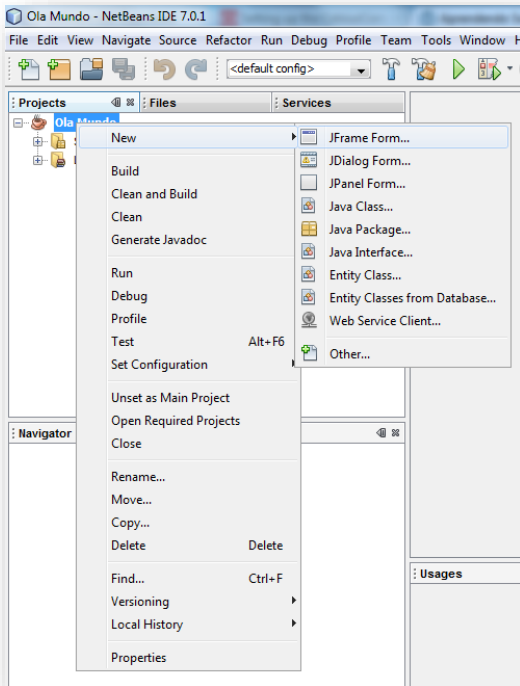 Ola Mundo - NetBeans IDE 7.0.1
File Edit View Navigate Source Refactor Run Debug Profile Team Tools Window H
<default config>
Projects Files Services
Ola Mundo
New
Build
Clean and Build
Clean
Generate Javadoc
Run
Debug
Profile
Test Alt+F6
Set Configuration
Unset as Main Project
Open Required Projects
Close
Rename...
Move...
Copy...
Delete Delete
Find... Ctrl+F
Versioning
Local History
Properties
JFrame Form...
JDialog Form...
JPanel Form...
Java Class...
Java Package...
Java Interface...
Entity Class...
Entity Classes from Database...
Web Service Client...
Other...
Navigator
Usages